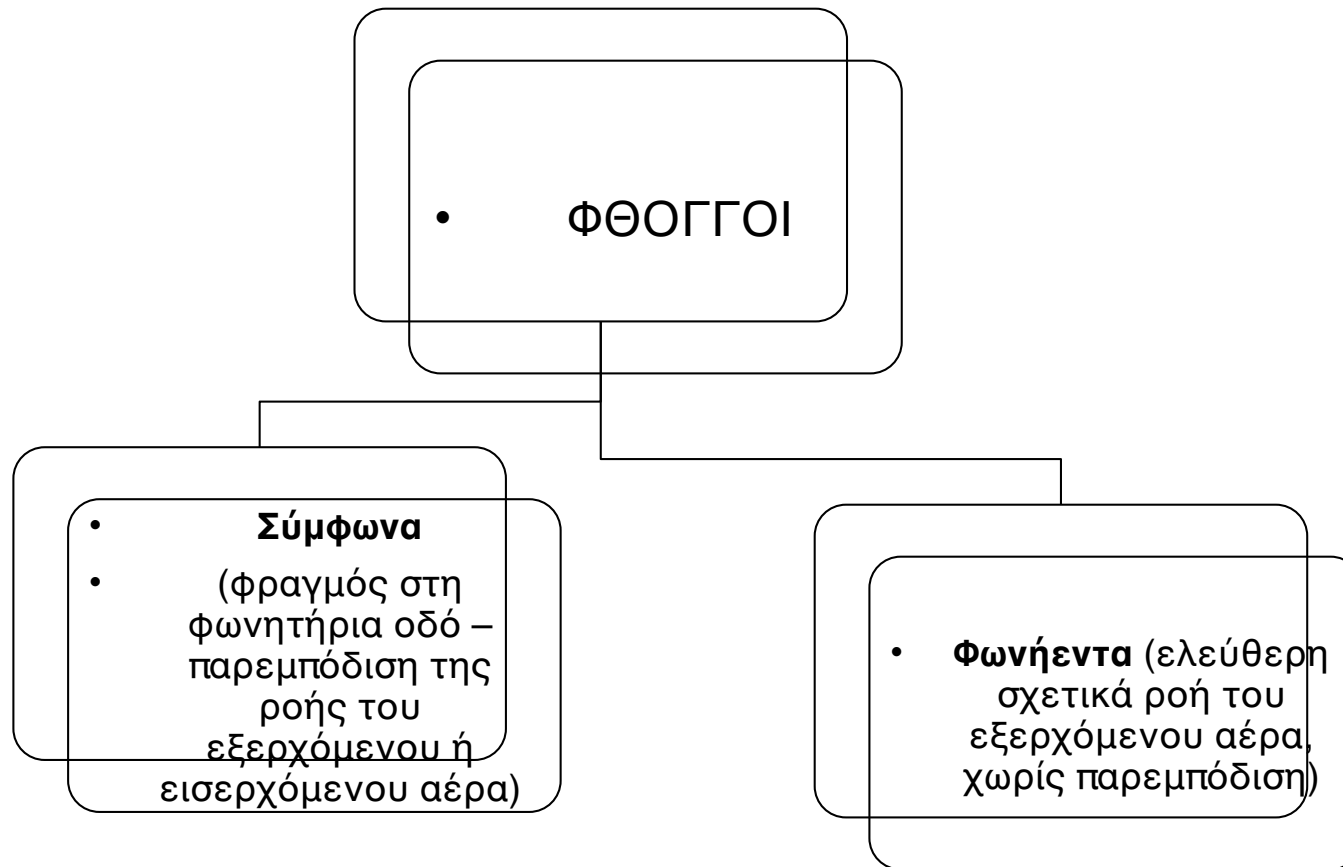 • ΦΘΟΓΓΟΙ
• Σύμφωνα
• (φραγμός στη
φωνητήρια οδό –
παρεμπόδιση της
ροής του
εξερχόμενου ή
εισερχόμενου αέρα)
• Φωνήεντα (ελεύθερη
σχετικά ροή του
εξερχόμενου αέρα,
χωρίς παρεμπόδιση)